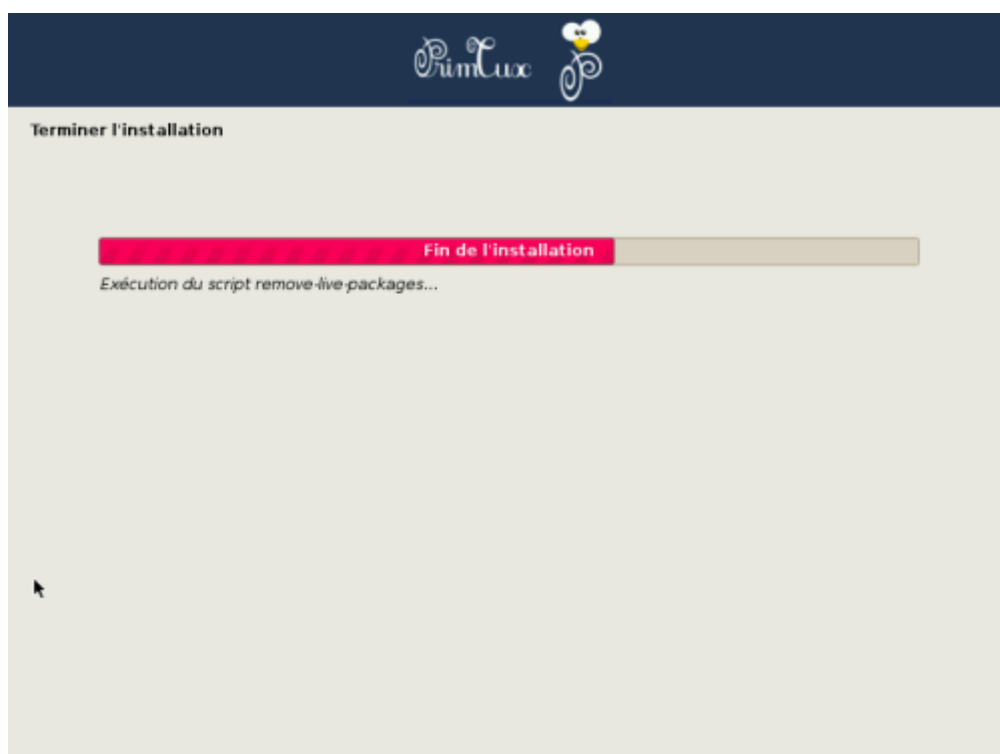 PrimTux
Terminer l'installation
Fin de l'installation
Exécution du script remove-live-packages...